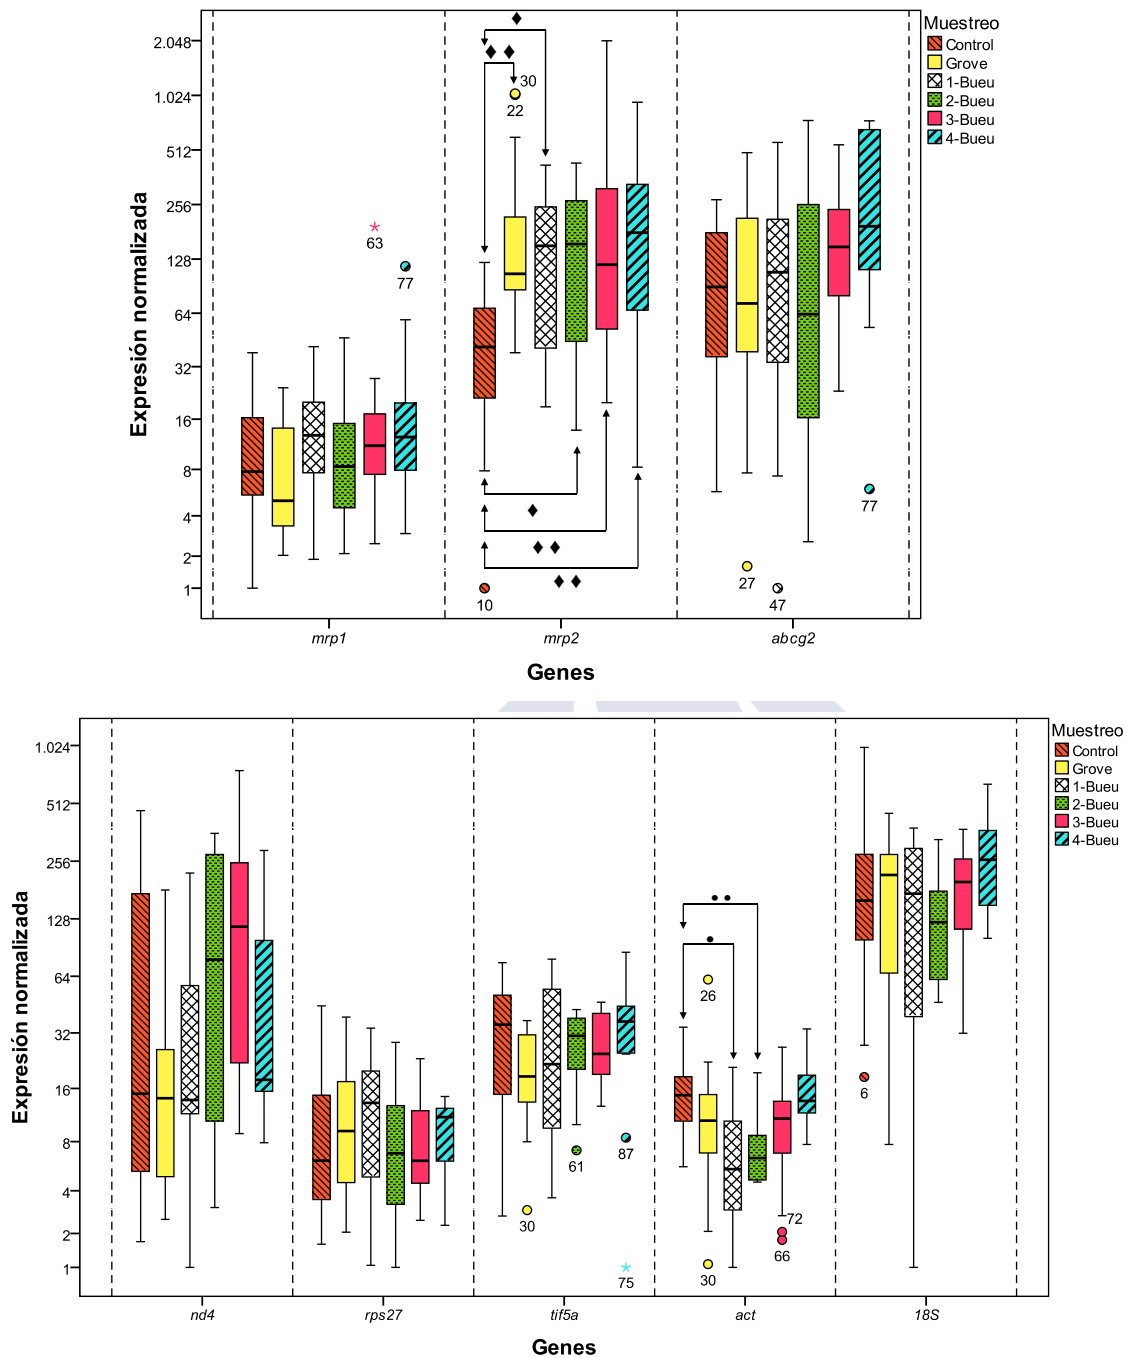 Muestreo
Control
Grove
1-Bueu
2-Bueu
3-Bueu
4-Bueu
Expresión normalizada
2.048
1.024
512
256
128
64
32
16
8
4
2
1
30
22
63
77
10
27
47
77
mrp1 mrp2 abcg2
Genes
Muestreo
Control
Grove
1-Bueu
2-Bueu
3-Bueu
4-Bueu
Expresión normalizada
1.024
512
256
128
64
32
16
8
4
2
1
26
6
61
87
30
72
66
75
30
nd4 rps27 tif5a act 18S
Genes